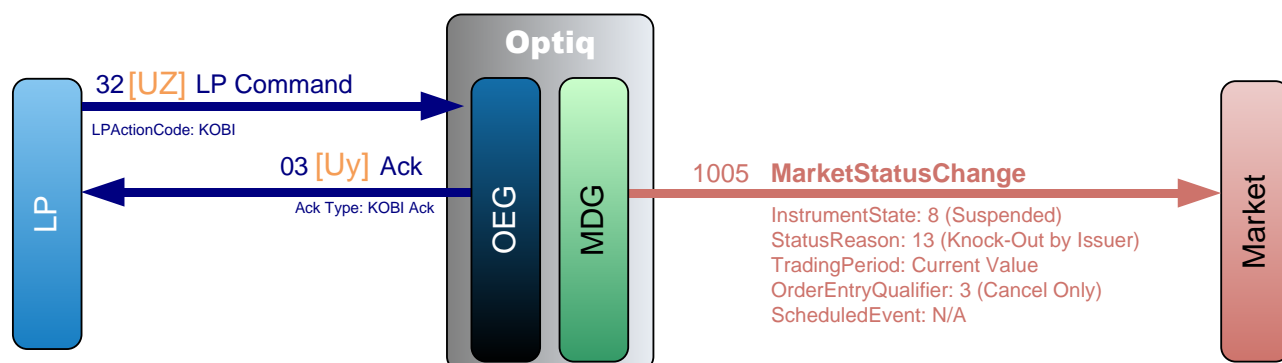 Optiq
32 [UZ] LP Command
LPActionCode: KOBI
03 [Uy] Ack
Ack Type: KOBI Ack
LP
OEG
MDG
1005 MarketStatusChange
InstrumentState: 8 (Suspended)
StatusReason: 13 (Knock-Out by Issuer)
TradingPeriod: Current Value
OrderEntryQualifier: 3 (Cancel Only)
ScheduledEvent: N/A
Market